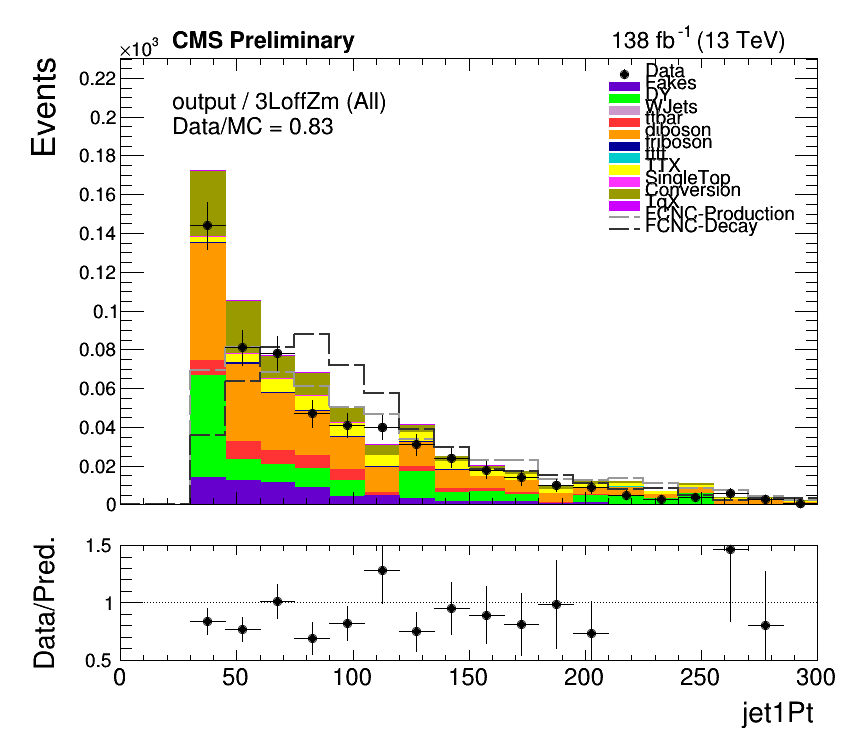 ×10³ CMS Preliminary 138 fb⁻¹ (13 TeV)
Events
output / 3LoffZm (All)
Data/MC = 0.83
Data
Fakes
DY
WJets
ttbar
diboson
triboson
tttt
TTX
SingleTop
Conversion
TqX
FCNC-Production
FCNC-Decay
0.22
0.2
0.18
0.16
0.14
0.12
0.1
0.08
0.06
0.04
0.02
0
Data/Pred.
1.5
1
0.5
0 50 100 150 200 250 300
jet1Pt